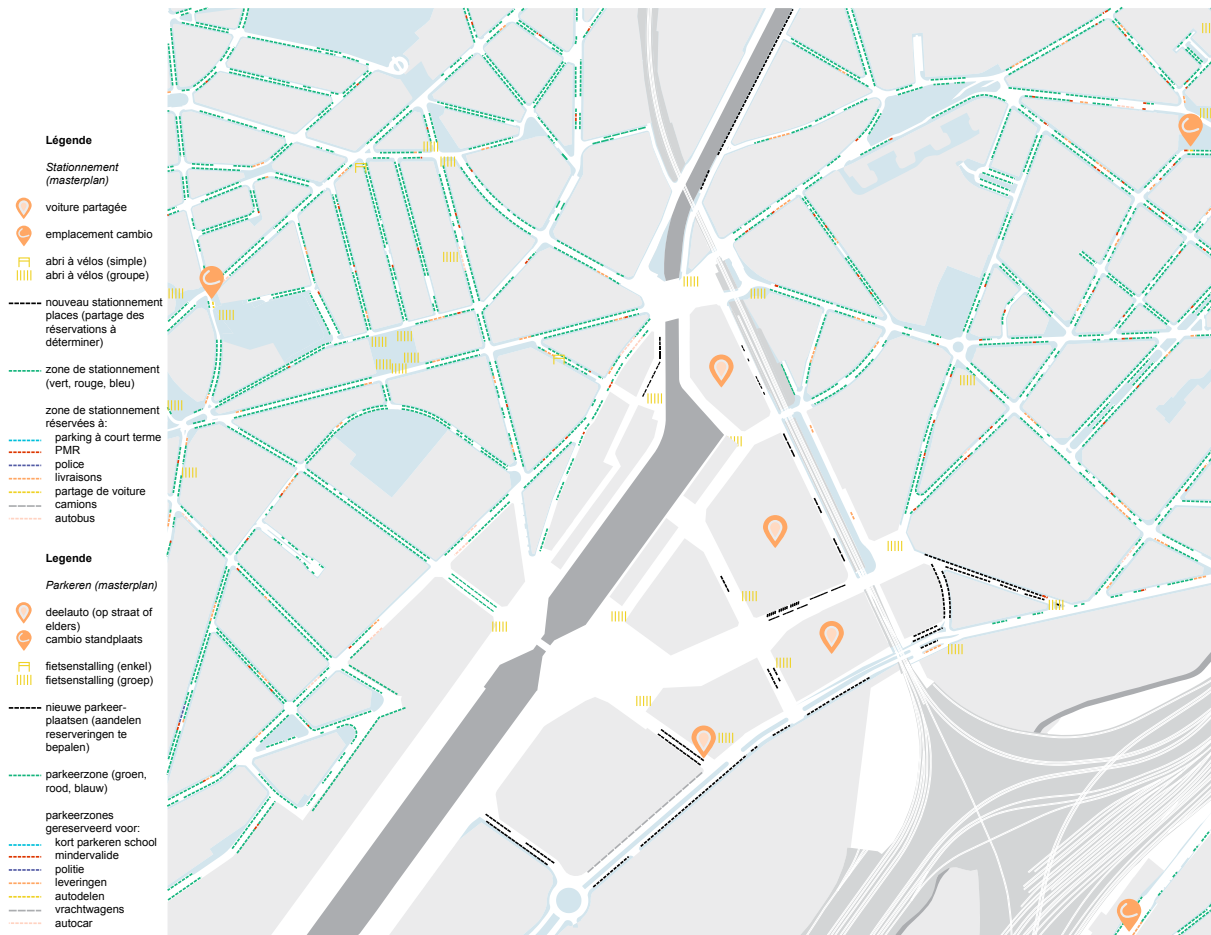 Légende
Stationnement
(masterplan)
voiture partagée
emplacement cambio
abri à vélos (simple)
abri à vélos (groupe)
nouveau stationnement
places (partage des
réservations à
déterminer)
zone de stationnement
(vert, rouge, bleu)
zone de stationnement
réservées à:
parking à court terme
PMR
police
livraisons
partage de voiture
camions
autobus
Legende
Parkeren (masterplan)
deelauto (op straat of
elders)
cambio standplaats
fietsenstalling (enkel)
fietsenstalling (groep)
nieuwe parkeer-
plaatsen (aandelen
reserveringen te
bepalen)
parkeerzone (groen,
rood, blauw)
parkeerzones
gereserveerd voor:
kort parkeren school
mindervalide
politie
leveringen
autodelen
vrachtwagens
autocar